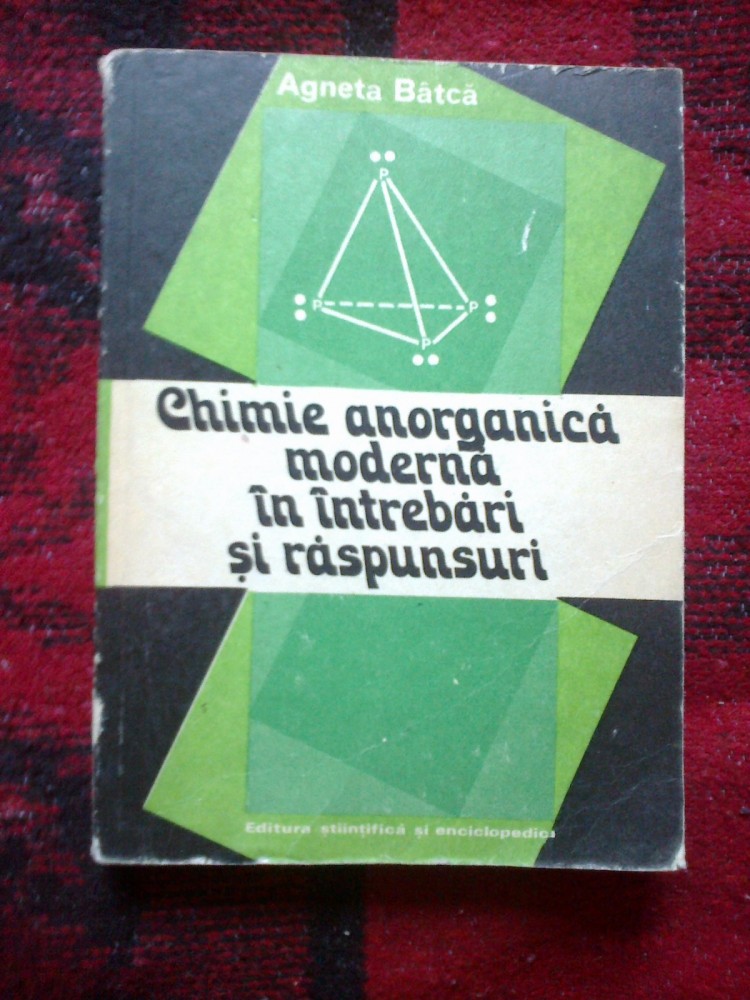 Agneta Bâtcă
P
P
P
P
Chimie anorganică
modernă
în întrebări
și răspunsuri
Editura științifică și enciclopedică